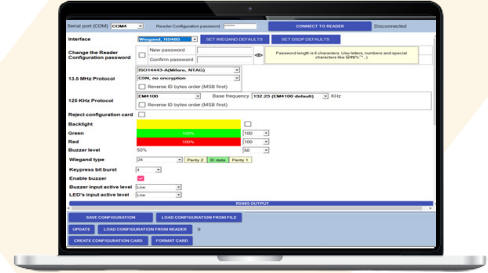 Serial port (COM) COM4 Reader Configuration password CONNECT TO READER Disconnected
Interface Wiegand, RS485 SET WIEGAND DEFAULTS SET OSDP DEFAULTS
Change the Reader Configuration password New password
Confirm password
Password length is 6 characters. Use letters, numbers and special
characters like
13.5 MHz Protocol ISO14443-A(Mifare, NTAG)
CSN, no encryption
Reverse ID bytes order (MSB first)
125 KHz Protocol EM4100 Base frequency 132.23 (EM4100 default) KHz
Reverse ID bytes order (MSB first)
Reject configuration card
Backlight
Green 100% 100
Red 100% 100
Buzzer level 50% 50
Wiegand type 26 Parity 2 ID data Parity 1
Keypress bit burst 4
Enable buzzer
Buzzer input active level Low
LED's input active level Low
RS485 OUTPUT
SAVE CONFIGURATION LOAD CONFIGURATION FROM FILE
UPDATE LOAD CONFIGURATION FROM READER 0
CREATE CONFIGURATION CARD FORMAT CARD